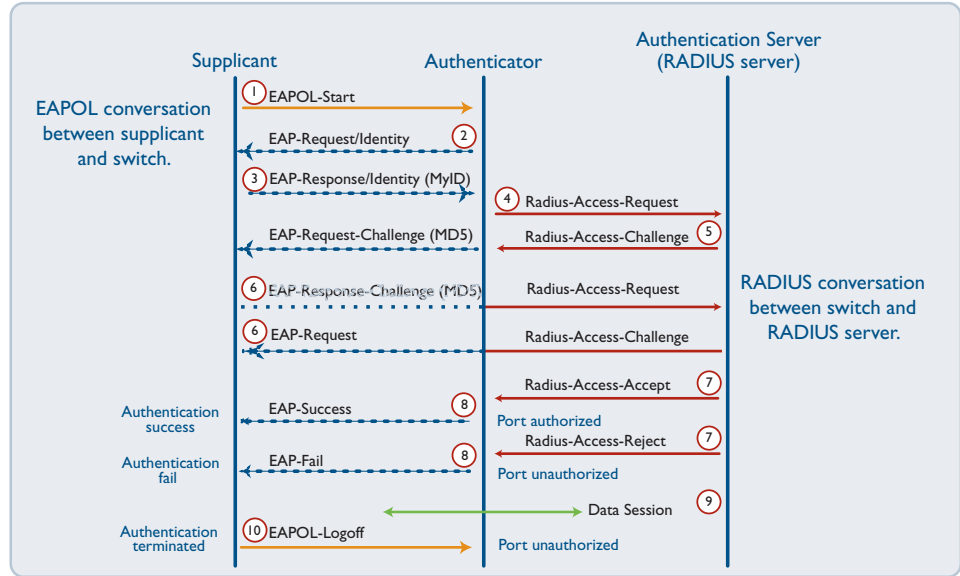 Supplicant
Authenticator
Authentication Server
(RADIUS server)
EAPOL conversation
between supplicant
and switch.
1 EAPOL-Start
EAP-Request/Identity 2
3 EAP-Response/Identity (MyID)
4 Radius-Access-Request
EAP-Request-Challenge (MD5)
Radius-Access-Challenge 5
6 EAP-Response-Challenge (MD5)
Radius-Access-Request
RADIUS conversation
between switch and
RADIUS server.
6 EAP-Request
Radius-Access-Challenge
Radius-Access-Accept 7
Authentication
success
EAP-Success 8
Port authorized
Radius-Access-Reject 7
Authentication
fail
EAP-Fail 8
Port unauthorized
Data Session 9
Authentication
terminated
10 EAPOL-Logoff
Port unauthorized